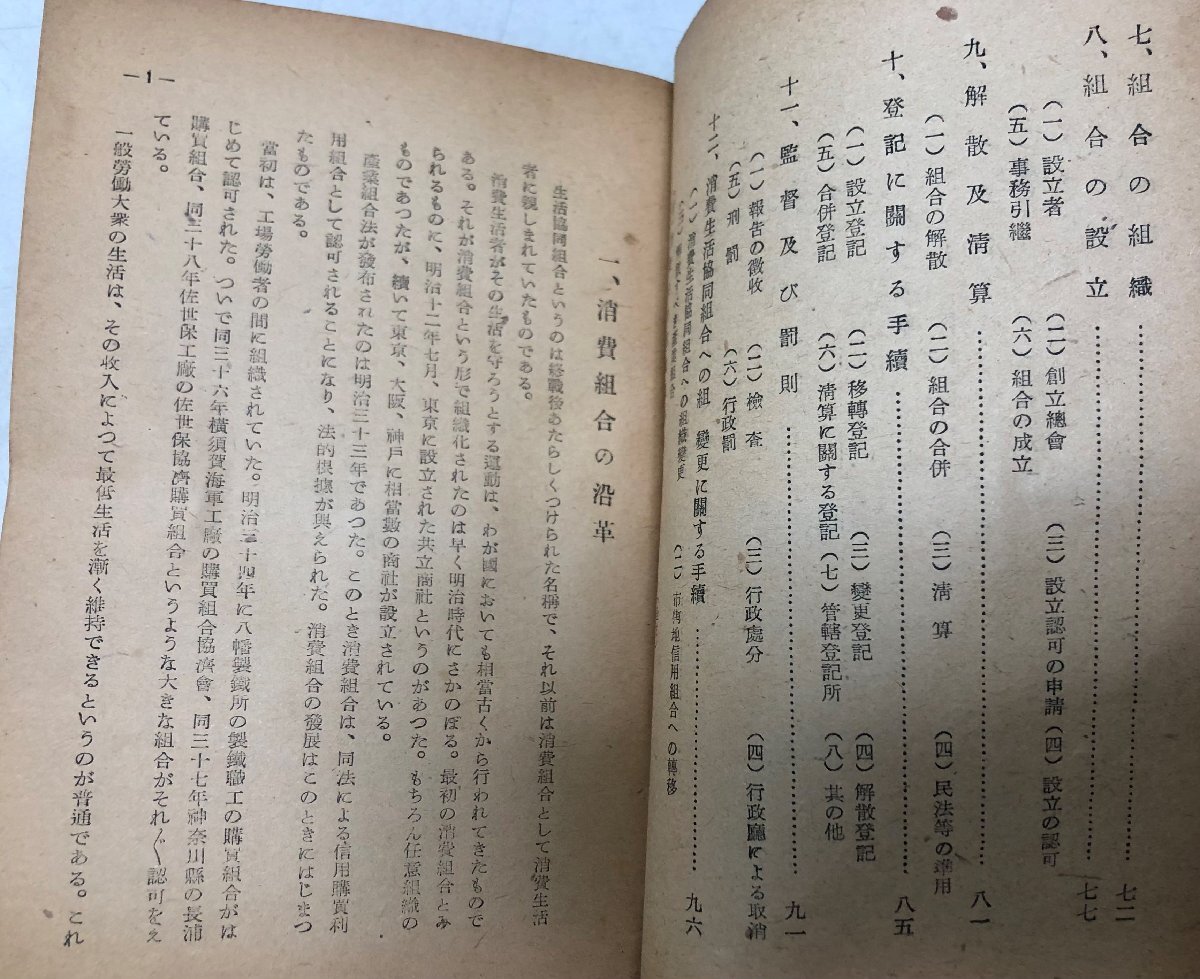 七、組合の組織………七二
八、組合の設立………七七
(一)設立者 (二)創立總會 (三)設立認可の申請 (四)設立の認可
(五)事務引繼 (六)組合の成立
九、解散及淸算………八一
(一)組合の解散 (二)組合の合併 (三)淸算 (四)民法等の準用
十、登記に關する手續………八五
(一)設立登記 (二)移轉登記 (三)變更登記 (四)解散登記
(五)合併登記 (六)淸算に關する登記 (七)管轄登記所 (八)其の他
十一、監督及び罰則………九一
(一)報告の徴收 (二)檢査 (三)行政處分 (四)行政廳による取消
(五)刑罰 (六)行政罰
十二、消費生活協同組合への組 變更に關する手續………九六
(一)消費生活協同組合への組織變更 (二)市街地信用組合への轉移
―1―
一、消費組合の沿革
生活協同組合というのは終戰後あたらしくつけられた名稱で、それ以前は消費組合として消費生活
者に親しまれていたものである。
消費生活者がその生活を守ろうとする運動は、わが國においても相當古くから行われてきたもので
ある。それが消費組合という形で組織化されたのは早く明治時代にさかのぼる。最初の消費組合とみ
られるものに、明治十二年七月、東京に設立された共立商社というのがあつた。もちろん任意組織の
ものであつたが、續いて東京、大阪、神戸に相當數の商社が設立されている。
產業組合法が發布されたのは明治三十三年であつた。このとき消費組合は、同法による信用購買利
用組合として認可されることになり、法的根據が與えられた。消費組合の發展はこのときにはじまつ
たものである。
當初は、工場勞働者の間に組織されていた。明治三十四年に八幡製鐵所の製鐵職工の購買組合がは
じめて認可された。ついで同三十六年橫須賀海軍工廠の購買組合協濟會、同三十七年神奈川縣の長浦
購買組合、同三十八年佐世保工廠の佐世保協濟購買組合というような大きな組合がそれ〴〵認可をえ
ている。
一般勞働大衆の生活は、その收入によつて最低生活を漸く維持できるというのが普通である。これ